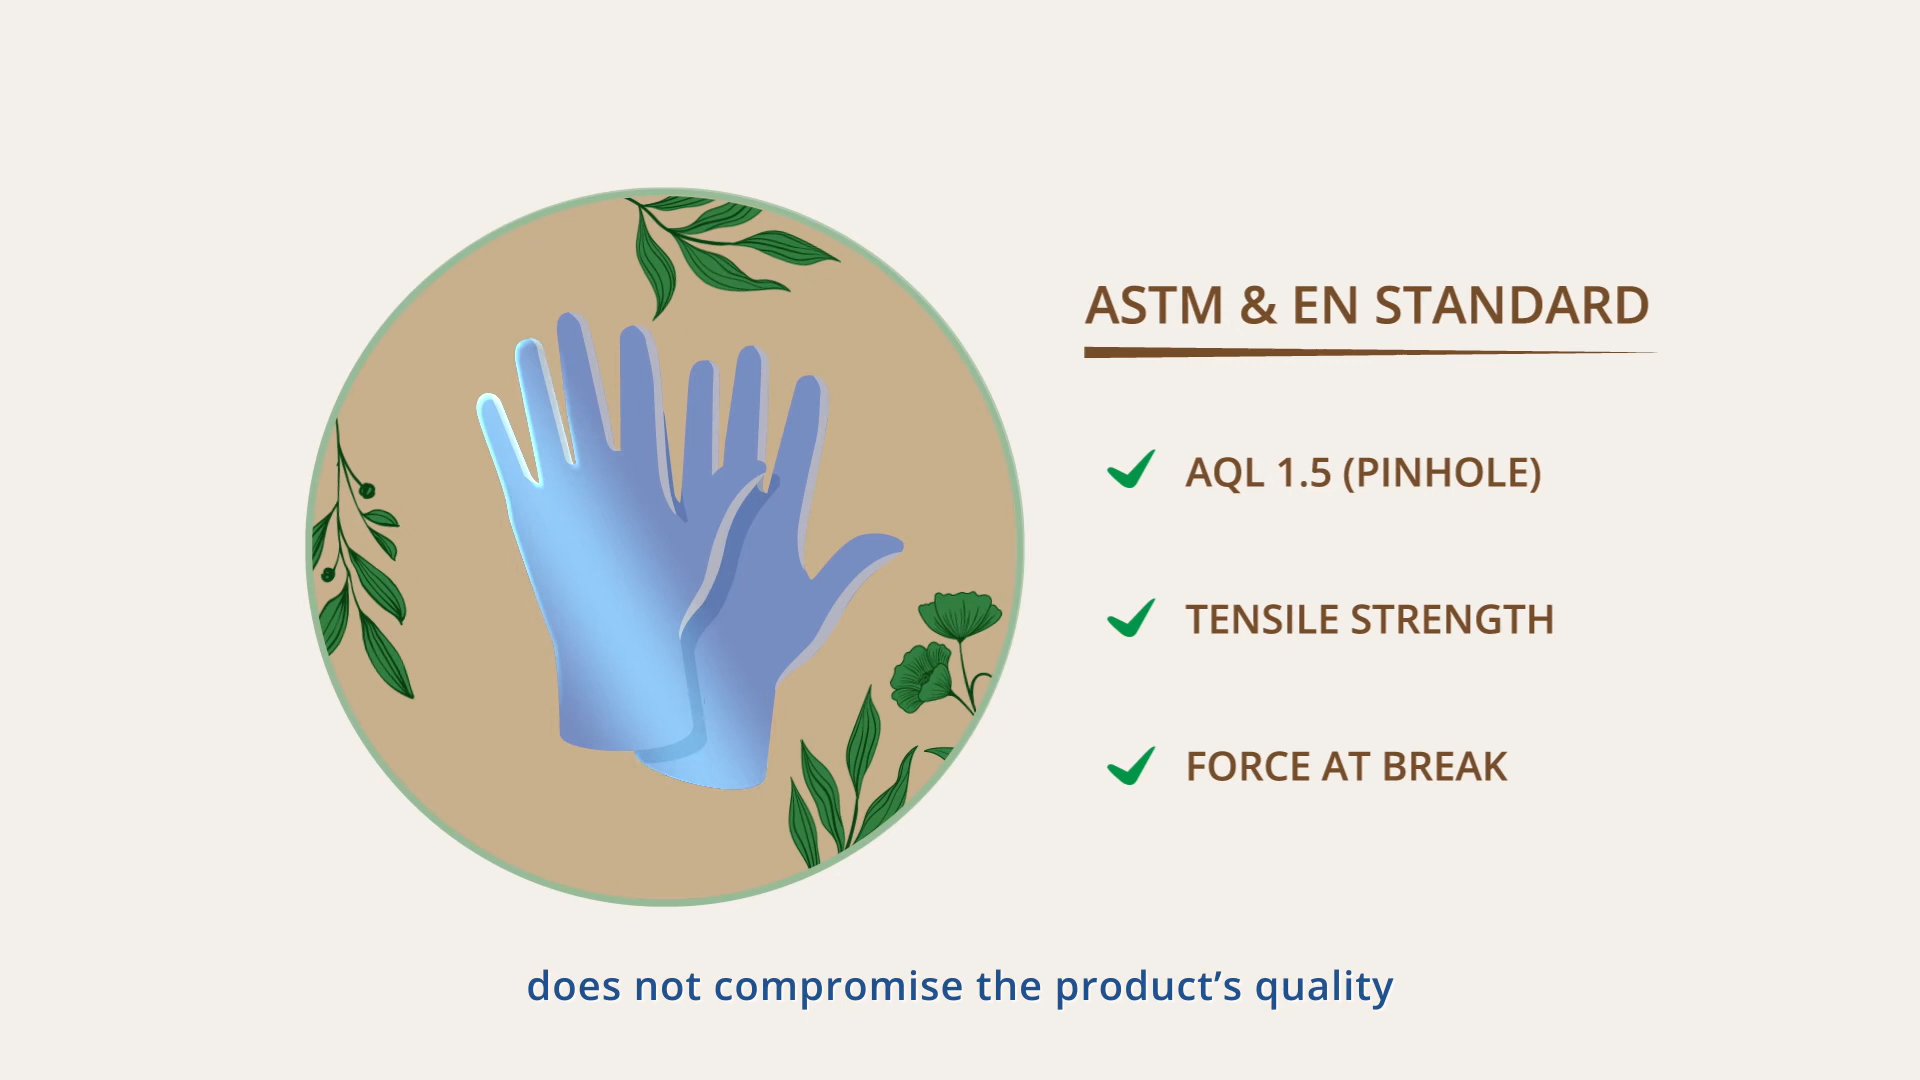 ASTM & EN STANDARD
AQL 1.5 (PINHOLE)
TENSILE STRENGTH
FORCE AT BREAK
does not compromise the product’s quality